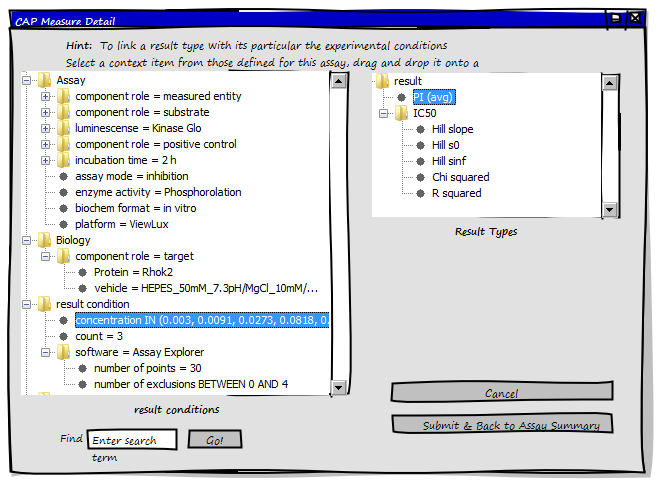 CAP Measure Detail
Hint: To link a result type with its particular the experimental conditions
Select a context item from those defined for this assay, drag and drop it onto a
Assay
component role = measured entity
component role = substrate
luminescense = Kinase Glo
component role = positive control
incubation time = 2 h
assay mode = inhibition
enzyme activity = Phosphorolation
biochem format = in vitro
platform = ViewLux
Biology
component role = target
Protein = Rhok2
vehicle = HEPES_50mM_7.3pH/MgCl_10mM/...
result condition
concentration IN (0.003, 0.0091, 0.0273, 0.0818, 0.
count = 3
software = Assay Explorer
number of points = 30
number of exclusions BETWEEN 0 AND 4
result conditions
Find
Enter search
term
Go!
result
PI (avg)
IC50
Hill slope
Hill s0
Hill sinf
Chi squared
R squared
Result Types
Cancel
Submit & Back to Assay Summary